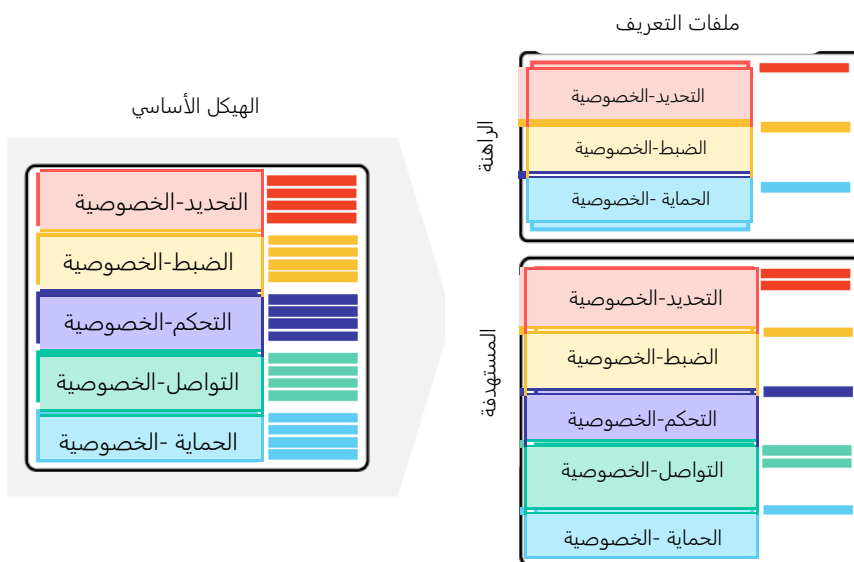 ملفات التعريف
الهيكل الأساسي
التحديد-الخصوصية
الضبط-الخصوصية
التحكم-الخصوصية
التواصل-الخصوصية
الحماية -الخصوصية
الراهنة
التحديد-الخصوصية
الضبط-الخصوصية
الحماية -الخصوصية
المستهدفة
التحديد-الخصوصية
الضبط-الخصوصية
التحكم-الخصوصية
التواصل-الخصوصية
الحماية -الخصوصية